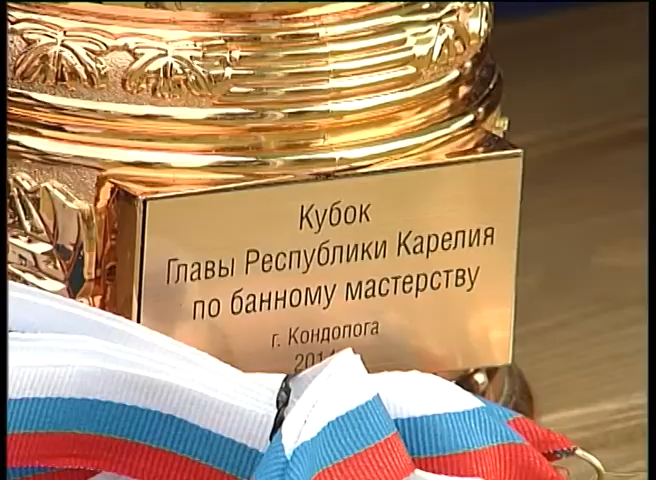 Кубок
Главы Республики Карелия
по банному мастерству
г. Кондопога